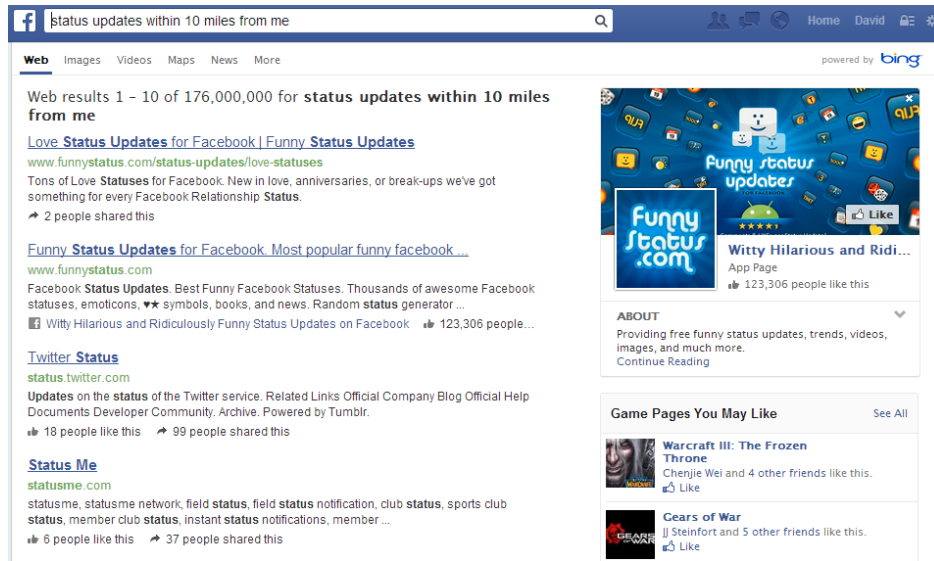 f status updates within 10 miles from me
Home David
Web Images Videos Maps News More
powered by bing
Web results 1 - 10 of 176,000,000 for status updates within 10 miles
from me
Love Status Updates for Facebook | Funny Status Updates
www.funnystatus.com/status-updates/love-statuses
Tons of Love Statuses for Facebook. New in love, anniversaries, or break-ups we've got
something for every Facebook Relationship Status.
2 people shared this
Funny Status Updates for Facebook. Most popular funny facebook ...
www.funnystatus.com
Facebook Status Updates. Best Funny Facebook Statuses. Thousands of awesome Facebook
statuses, emoticons, ♥★ symbols, books, and news. Random status generator ...
Witty Hilarious and Ridiculously Funny Status Updates on Facebook 123,306 people...
Twitter Status
status.twitter.com
Updates on the status of the Twitter service. Related Links Official Company Blog Official Help
Documents Developer Community. Archive. Powered by Tumblr.
18 people like this 99 people shared this
Status Me
statusme.com
statusme, statusme network, field status, field status notification, club status, sports club
status, member club status, instant status notifications, member ...
6 people like this 37 people shared this
Funny status
updates
FOR FACEBOOK
Like
Funny
Status
.com
Witty Hilarious and Ridi...
App Page
123,306 people like this
ABOUT
Providing free funny status updates, trends, videos,
images, and much more.
Continue Reading
Game Pages You May Like See All
Warcraft III: The Frozen
Throne
Chenjie Wei and 4 other friends like this.
Like
GEARS
OF WAR
Gears of War
JJ Steinfort and 5 other friends like this.
Like